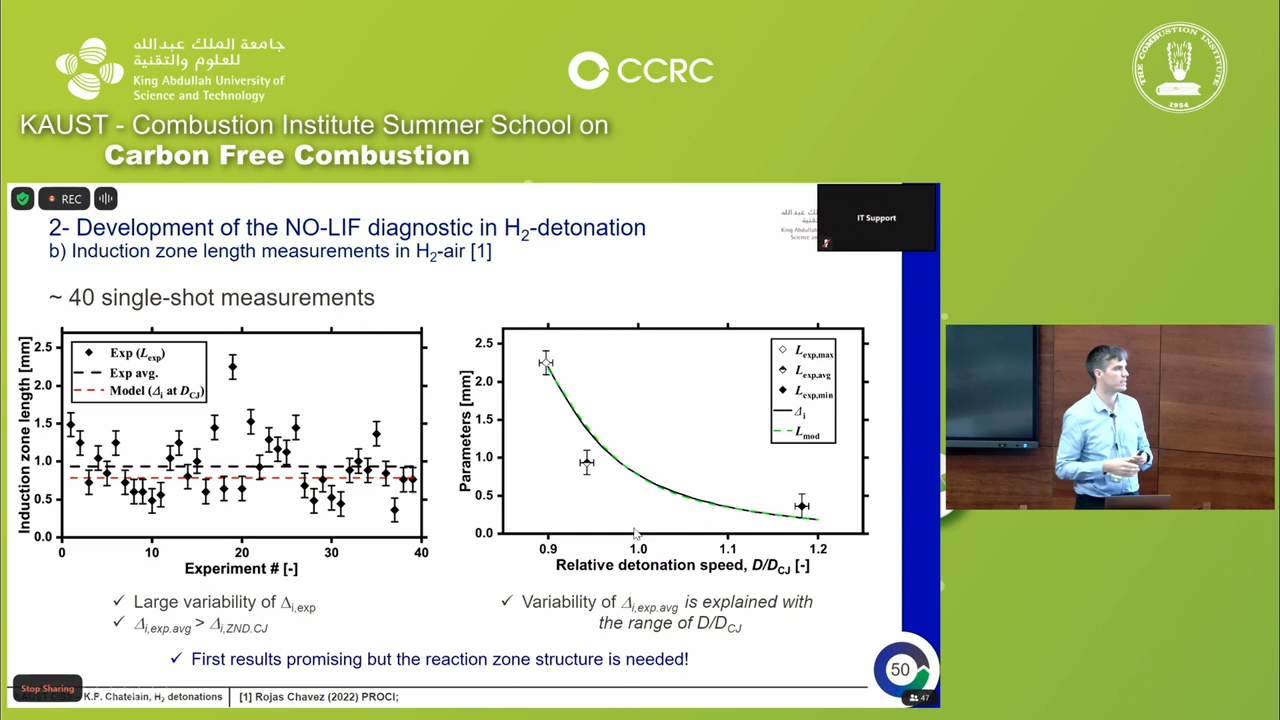 جامعة الملك عبدالله
للعلوم والتقنية
King Abdullah University of
Science and Technology
CCRC
THE COMBUSTION INSTITUTE
1954
KAUST - Combustion Institute Summer School on
Carbon Free Combustion
REC
IT Support
2- Development of the NO-LIF diagnostic in H2-detonation
b) Induction zone length measurements in H2-air [1]
~ 40 single-shot measurements
Induction zone length [mm]
2.5
2.0
1.5
1.0
0.5
0.0
Exp (Lexp)
Exp avg.
Model (Δi at DCJ)
0 10 20 30 40
Experiment # [-]
Parameters [mm]
2.5
2.0
1.5
1.0
0.5
0.0
Lexp,max
Lexp,avg
Lexp,min
Δi
Lmod
0.9 1.0 1.1 1.2
Relative detonation speed, D/DCJ [-]
✓ Large variability of Δi,exp
✓ Δi,exp.avg > Δi,ZND,CJ
✓ Variability of Δi,exp.avg is explained with
the range of D/DCJ
✓ First results promising but the reaction zone structure is needed!
50
47
Stop Sharing
K.P. Chatelain, H2 detonations
[1] Rojas Chavez (2022) PROCI;